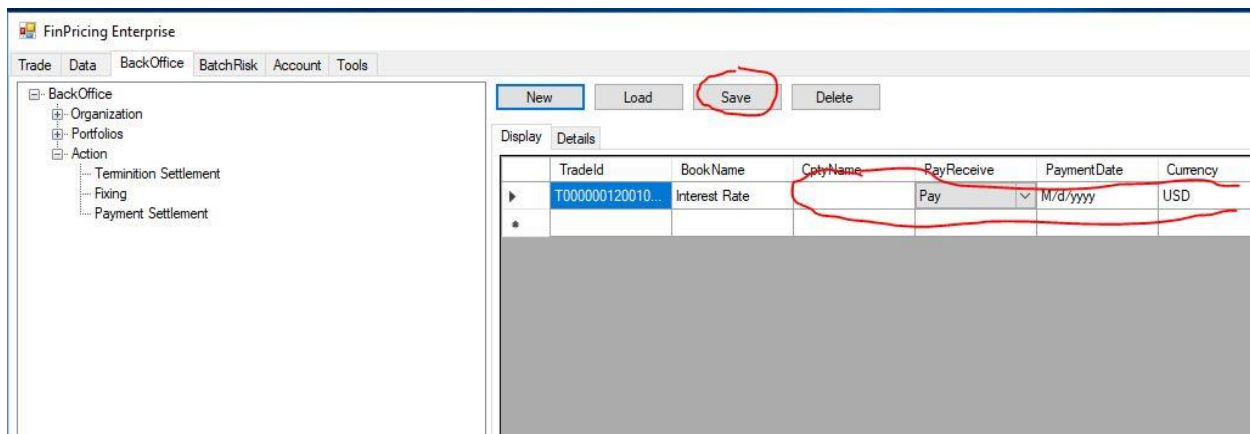 FinPricing Enterprise
Trade Data BackOffice BatchRisk Account Tools
BackOffice
Organization
Portfolios
Action
Terminition Settlement
Fixing
Payment Settlement
New Load Save Delete
Display Details
TradeId BookName CptyName PayReceive PaymentDate Currency
T000000120010... Interest Rate Pay M/d/yyyy USD